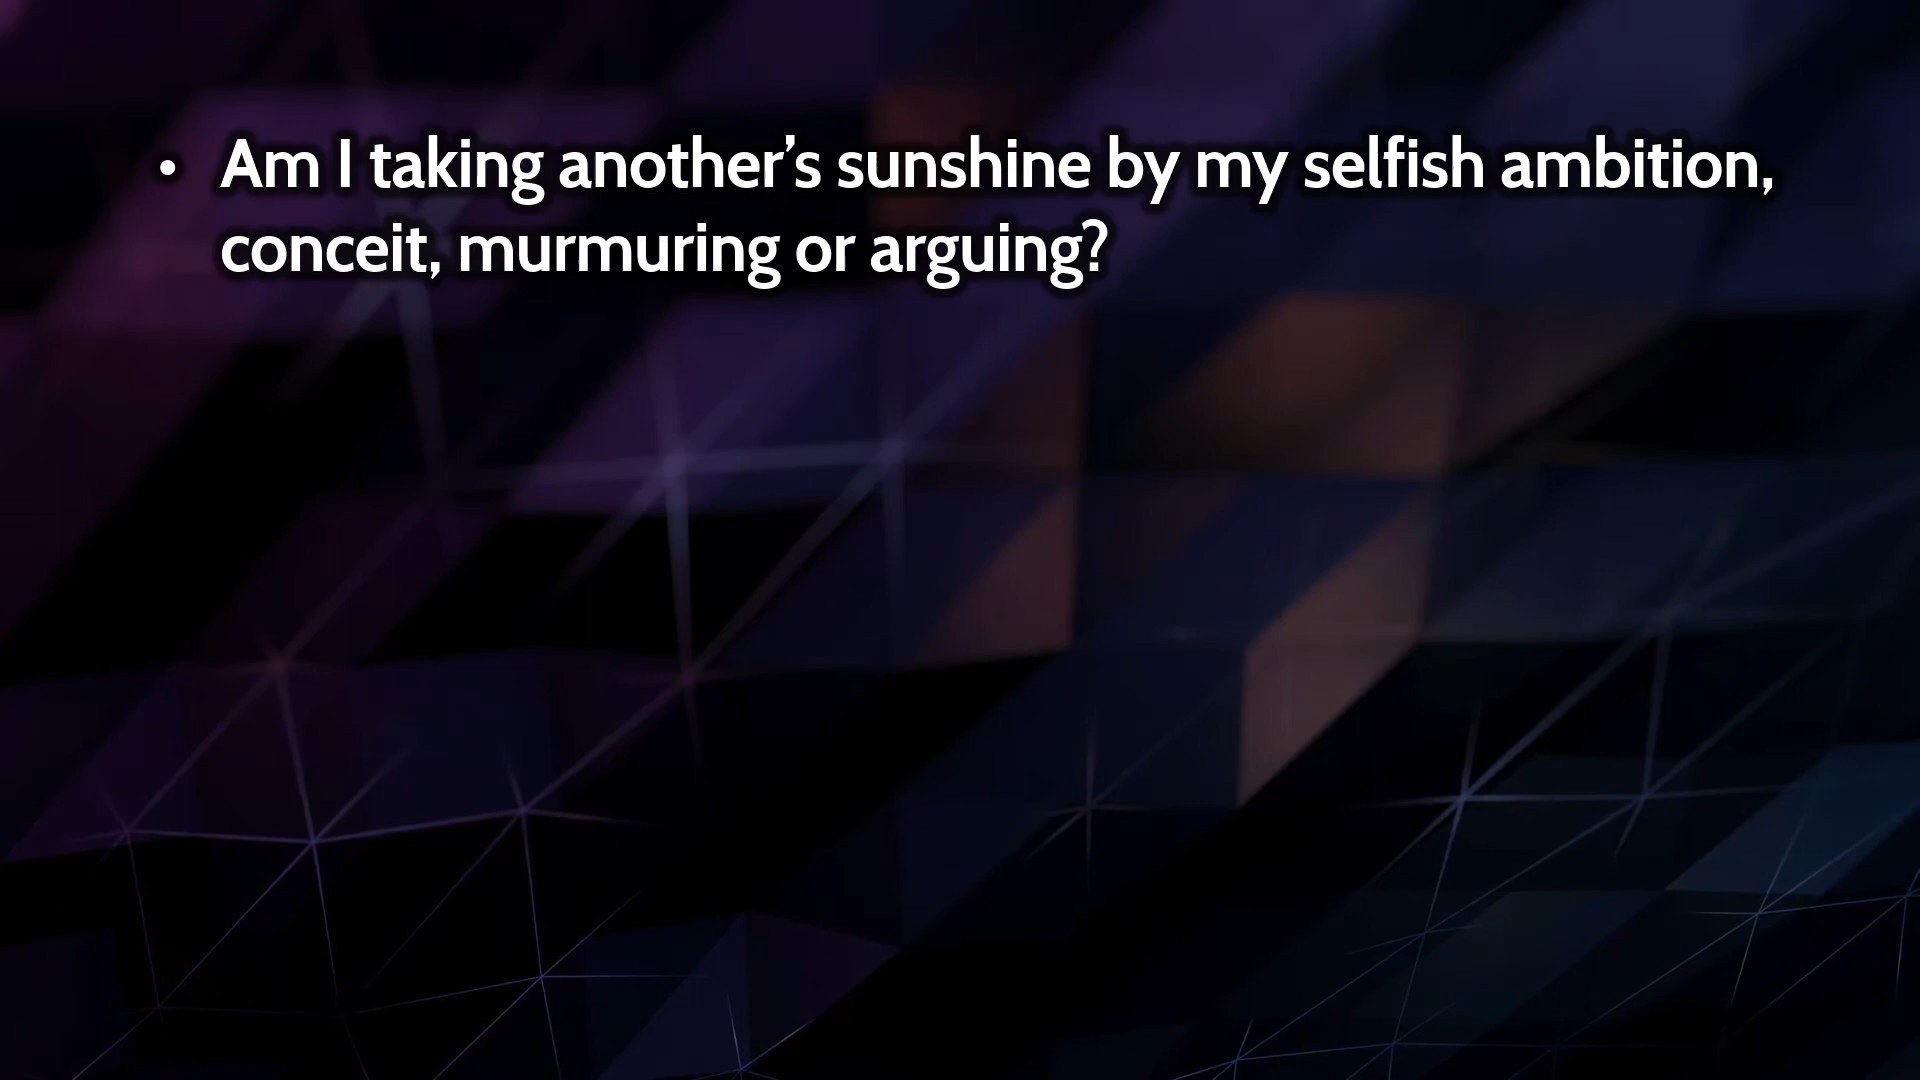 • Am I taking another’s sunshine by my selfish ambition,
conceit, murmuring or arguing?